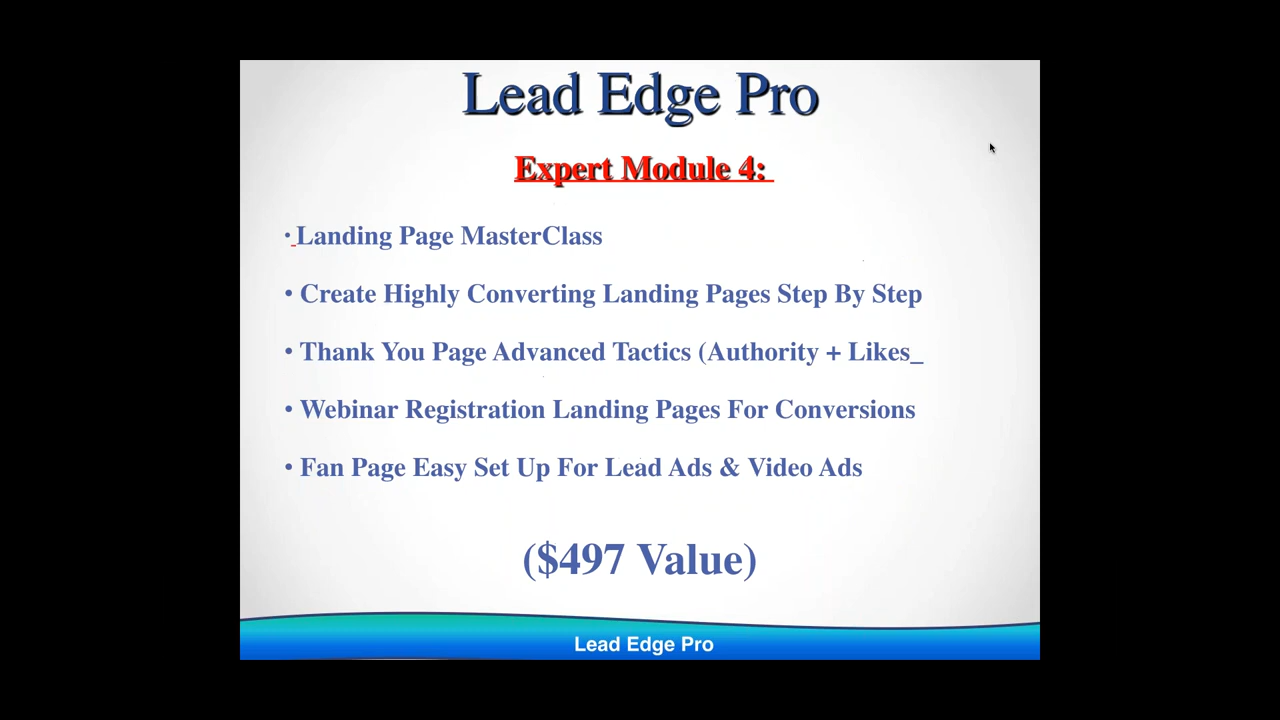 Lead Edge Pro
Expert Module 4:
• Landing Page MasterClass
• Create Highly Converting Landing Pages Step By Step
• Thank You Page Advanced Tactics (Authority + Likes_
• Webinar Registration Landing Pages For Conversions
• Fan Page Easy Set Up For Lead Ads & Video Ads
($497 Value)
Lead Edge Pro